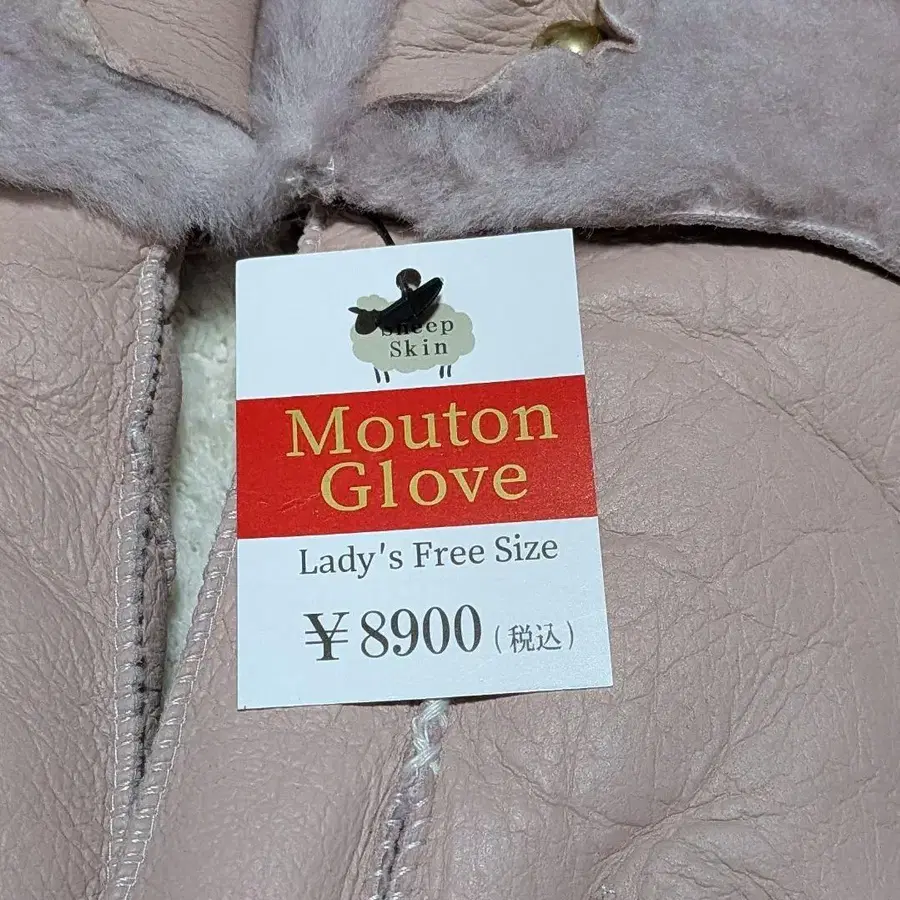 Sheep
Skin
Mouton
Glove
Lady's Free Size
¥8900(税込)